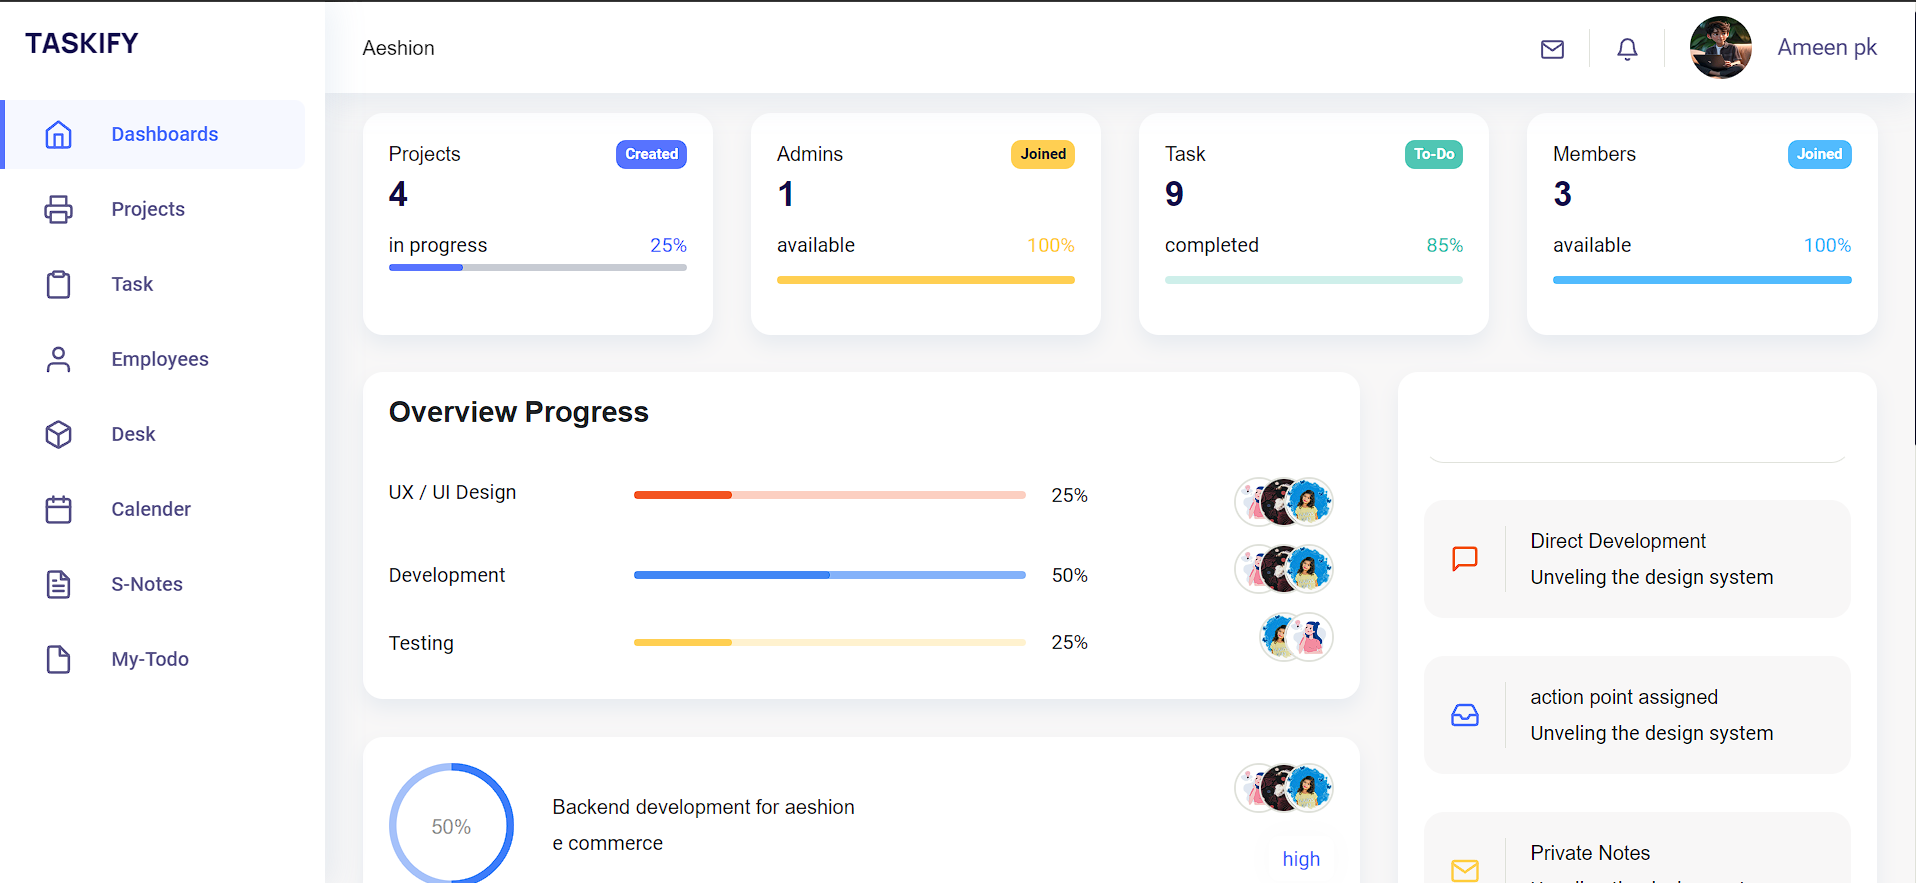 TASKIFY
Aeshion
Ameen pk
Dashboards
Projects
Task
Employees
Desk
Calender
S-Notes
My-Todo
Projects
Created
4
in progress
25%
Admins
Joined
1
available
100%
Task
To-Do
9
completed
85%
Members
Joined
3
available
100%
Overview Progress
UX / UI Design
25%
Development
50%
Testing
25%
50%
Backend development for aeshion
e commerce
high
Direct Development
Unveling the design system
action point assigned
Unveling the design system
Private Notes